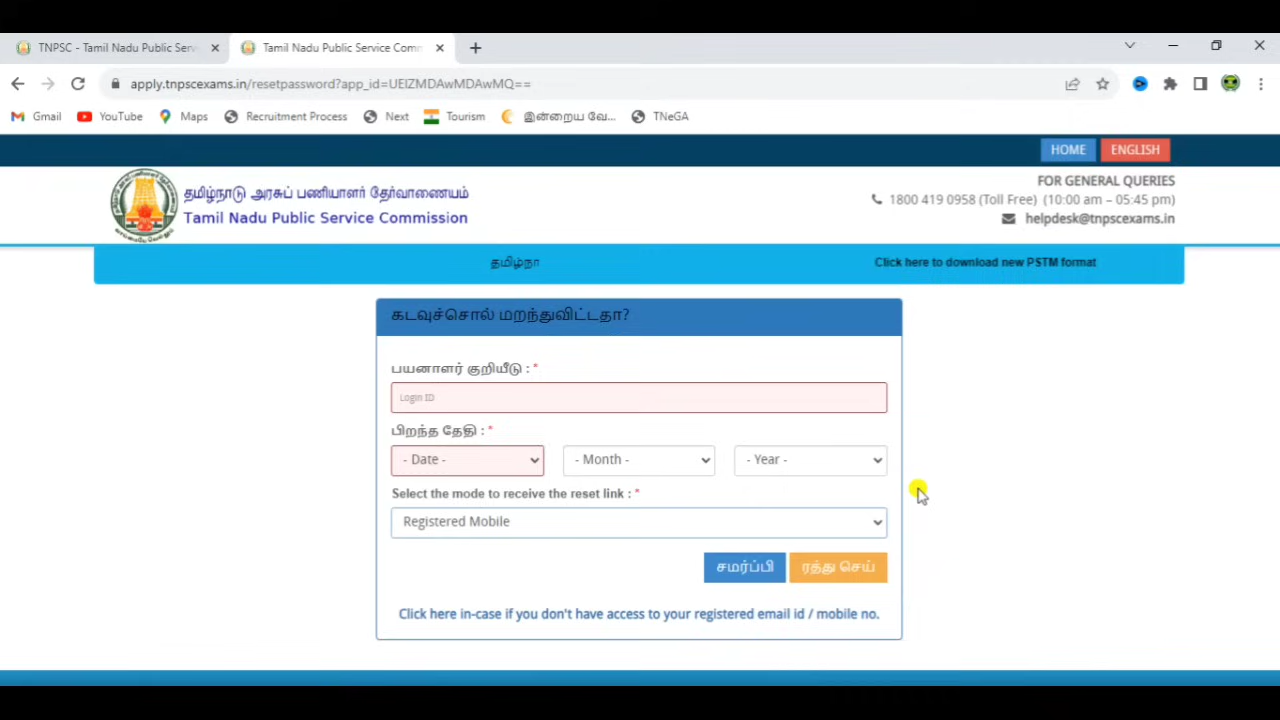 TNPSC - Tamil Nadu Public Serv
Tamil Nadu Public Service Comm
apply.tnpscexams.in/resetpassword?app_id=UElZMDAwMDAwMQ==
Gmail YouTube Maps Recruitment Process Next Tourism இன்றைய வே... TNeGA
HOME ENGLISH
தமிழ்நாடு அரசுப் பணியாளர் தேர்வாணையம்
Tamil Nadu Public Service Commission
FOR GENERAL QUERIES
1800 419 0958 (Toll Free) (10:00 am – 05:45 pm)
helpdesk@tnpscexams.in
தமிழ்நா Click here to download new PSTM format
கடவுச்சொல் மறந்துவிட்டதா?
பயனாளர் குறியீடு : *
Login ID
பிறந்த தேதி : *
- Date - - Month - - Year -
Select the mode to receive the reset link : *
Registered Mobile
சமர்ப்பி ரத்து செய்
Click here in-case if you don't have access to your registered email id / mobile no.